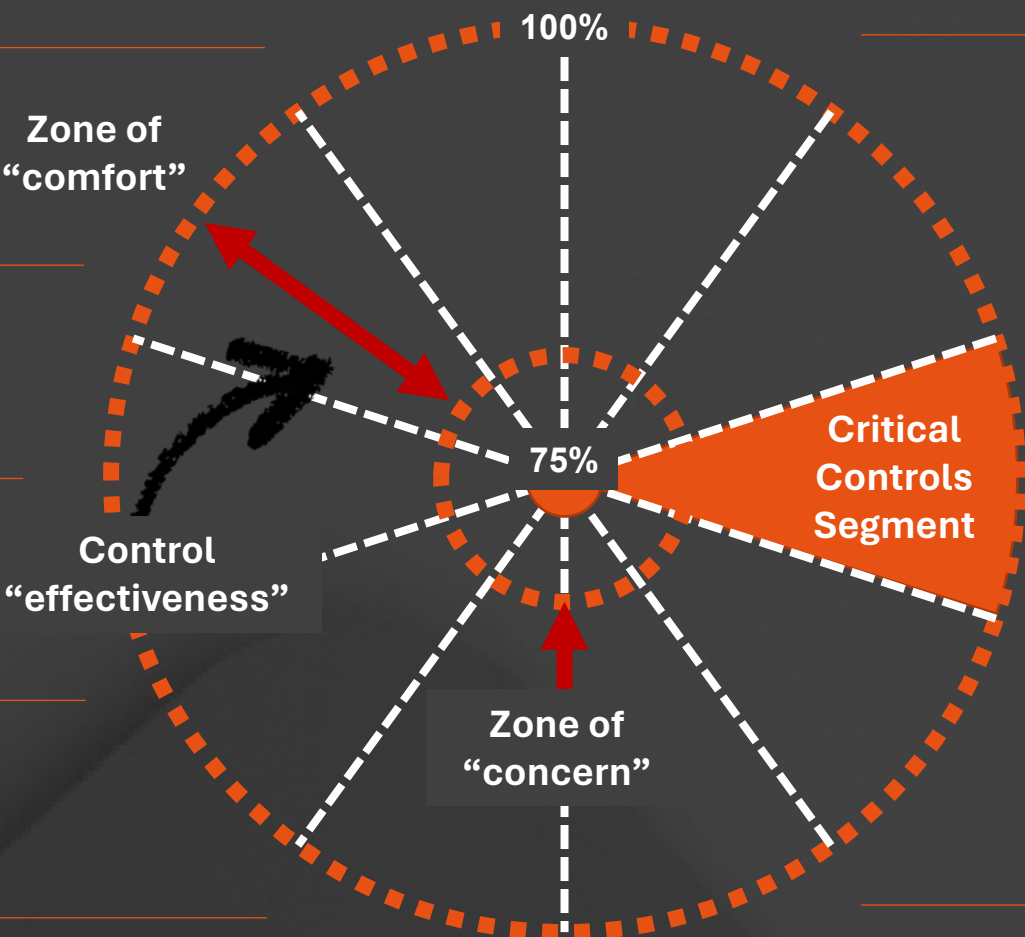 100%
Zone of
“comfort”
75%
Critical
Controls
Segment
Control
“effectiveness”
Zone of
“concern”